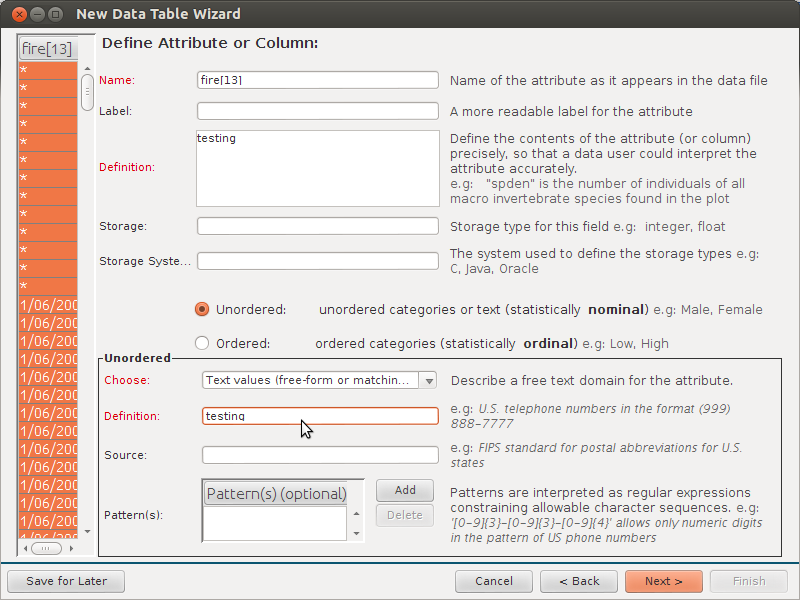 New Data Table Wizard
fire[13]
*
*
*
*
*
*
*
*
*
*
*
*
*
1/06/200
1/06/200
1/06/200
1/06/200
1/06/200
1/06/200
1/06/200
1/06/200
1/06/200
1/06/200
1/06/200
1/06/200
1/06/200
1/06/200
Define Attribute or Column:
Name:
fire[13]
Name of the attribute as it appears in the data file
Label:
A more readable label for the attribute
Definition:
testing
Define the contents of the attribute (or column)
precisely, so that a data user could interpret the
attribute accurately.
e.g: "spden" is the number of individuals of all
macro invertebrate species found in the plot
Storage:
Storage type for this field e.g: integer, float
Storage Syste...
The system used to define the storage types e.g:
C, Java, Oracle
Unordered: unordered categories or text (statistically nominal) e.g: Male, Female
Ordered: ordered categories (statistically ordinal) e.g: Low, High
Unordered
Choose:
Text values (free-form or matchin...
Describe a free text domain for the attribute.
Definition:
testing
e.g: U.S. telephone numbers in the format (999)
888-7777
Source:
e.g: FIPS standard for postal abbreviations for U.S.
states
Pattern(s):
Pattern(s) (optional)
Add
Delete
Patterns are interpreted as regular expressions
constraining allowable character sequences. e.g:
'[0-9]{3}-[0-9]{3}-[0-9]{4}' allows only numeric digits
in the pattern of US phone numbers
Save for Later
Cancel
< Back
Next >
Finish